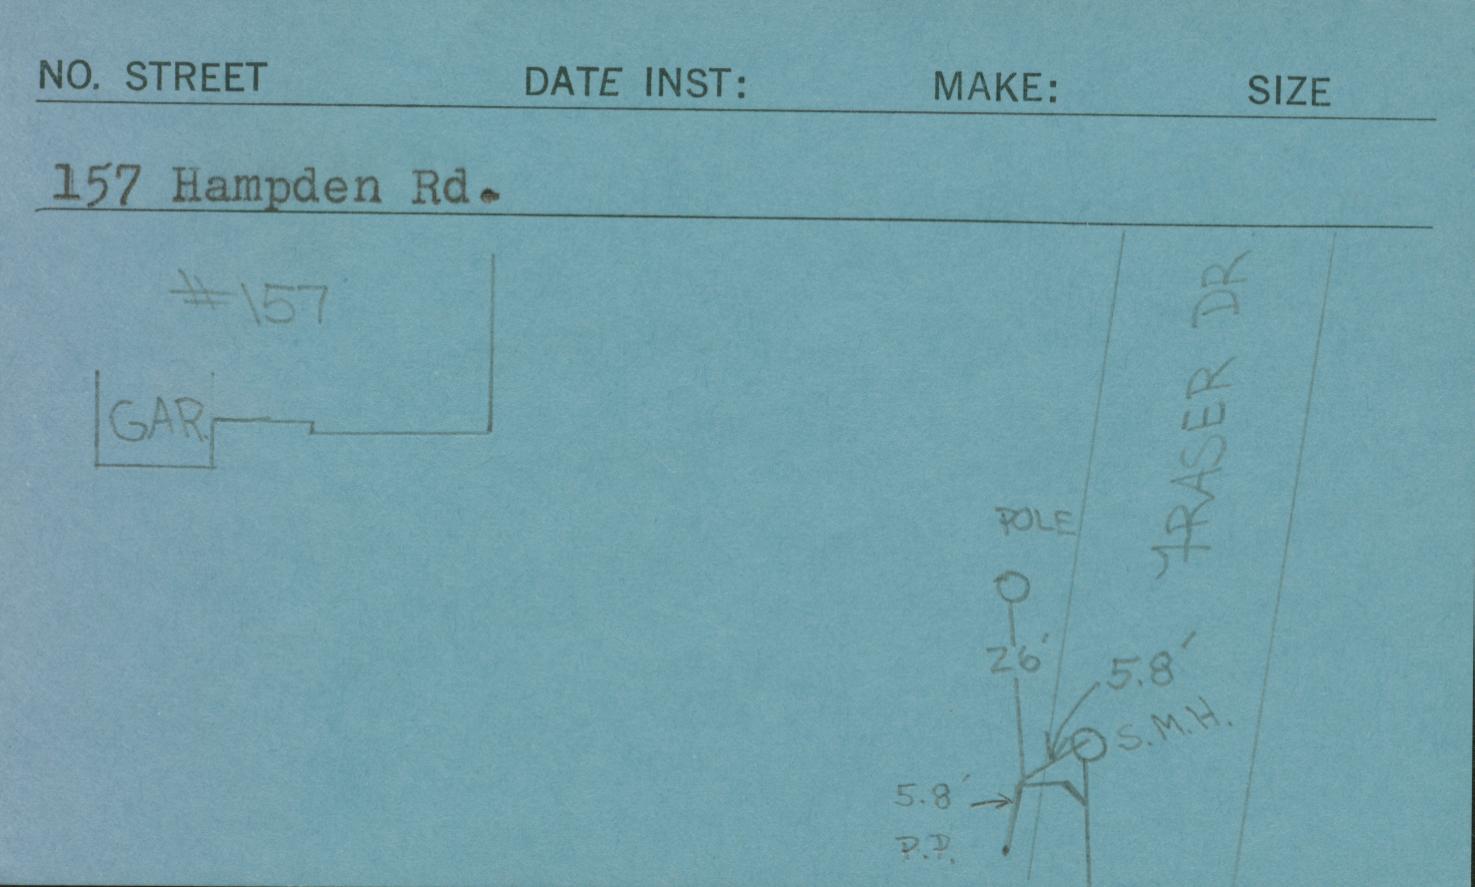 NO. STREET DATE INST: MAKE: SIZE
157 Hampden Rd.
#157
GAR.
FRASER DR
POLE
26'
5.8'
S.M.H.
5.8'
P.P.